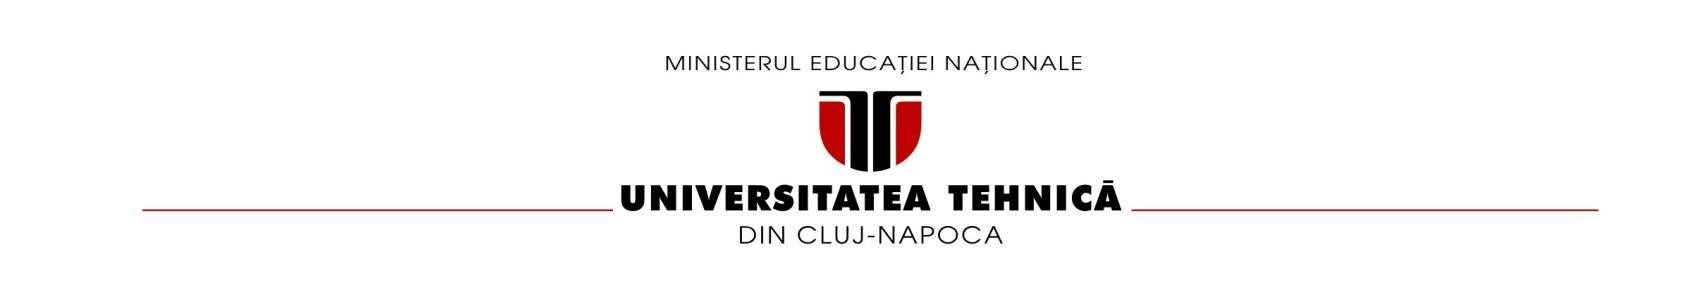 MINISTERUL EDUCAȚIEI NAȚIONALE
UNIVERSITATEA TEHNICĂ
DIN CLUJ-NAPOCA